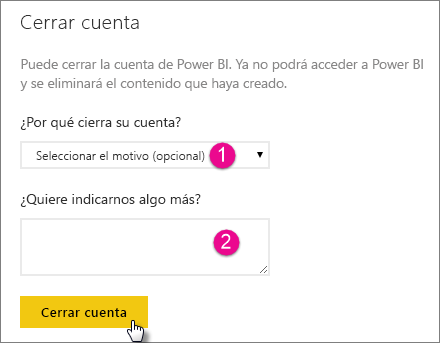 Cerrar cuenta
Puede cerrar la cuenta de Power BI. Ya no podrá acceder a Power BI
y se eliminará el contenido que haya creado.
¿Por qué cierra su cuenta?
Seleccionar el motivo (opcional) 1
¿Quiere indicarnos algo más?
2
Cerrar cuenta